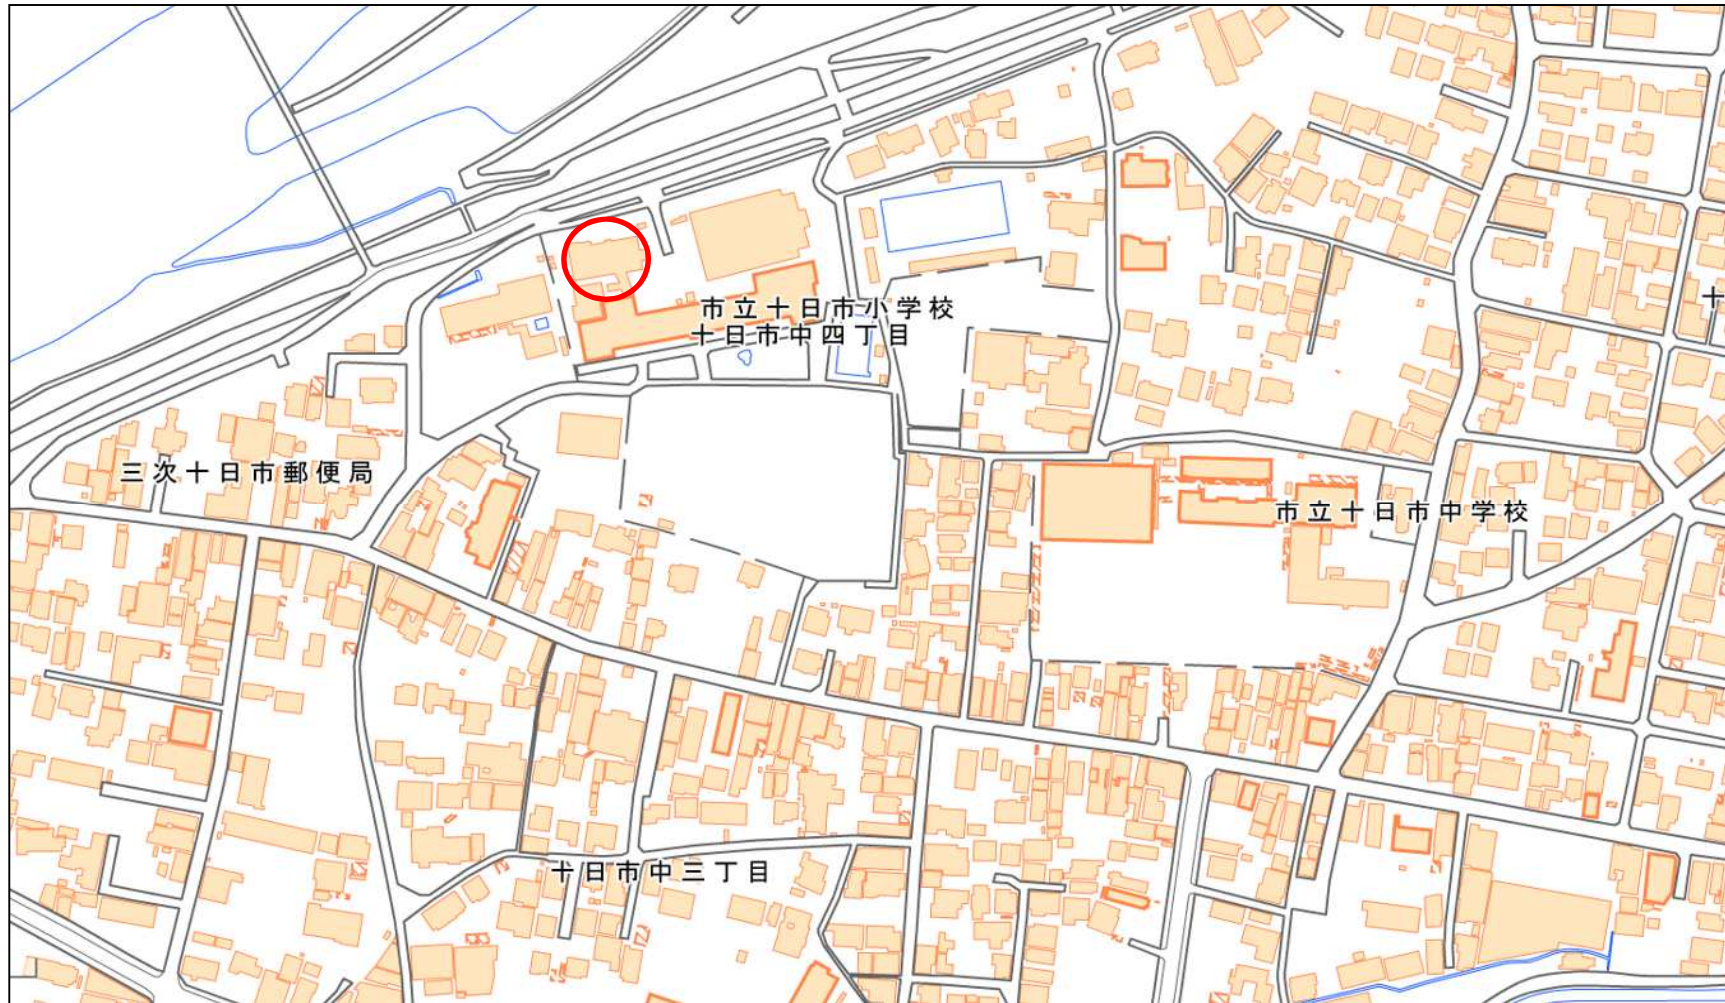 十
市立十日市小学校
十日市中四丁目
三次十日市郵便局
市立十日市中学校
十日市中三丁目